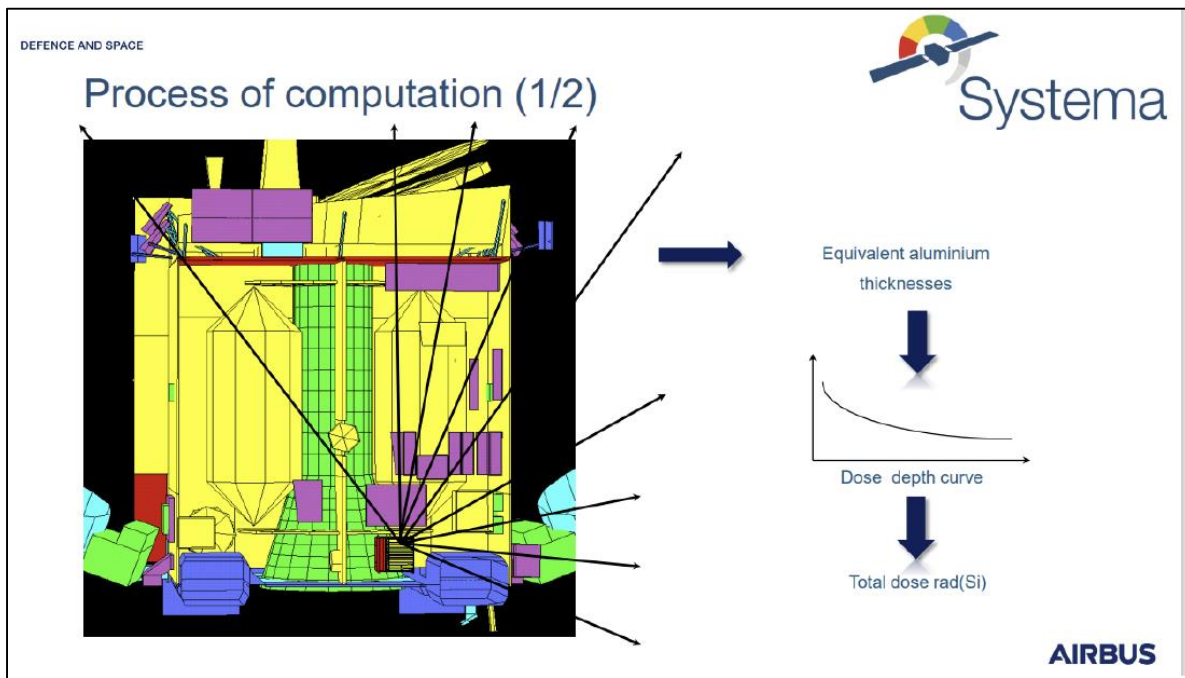 DEFENCE AND SPACE
Process of computation (1/2)
Systema
Equivalent aluminium
thicknesses
Dose depth curve
Total dose rad(Si)
AIRBUS